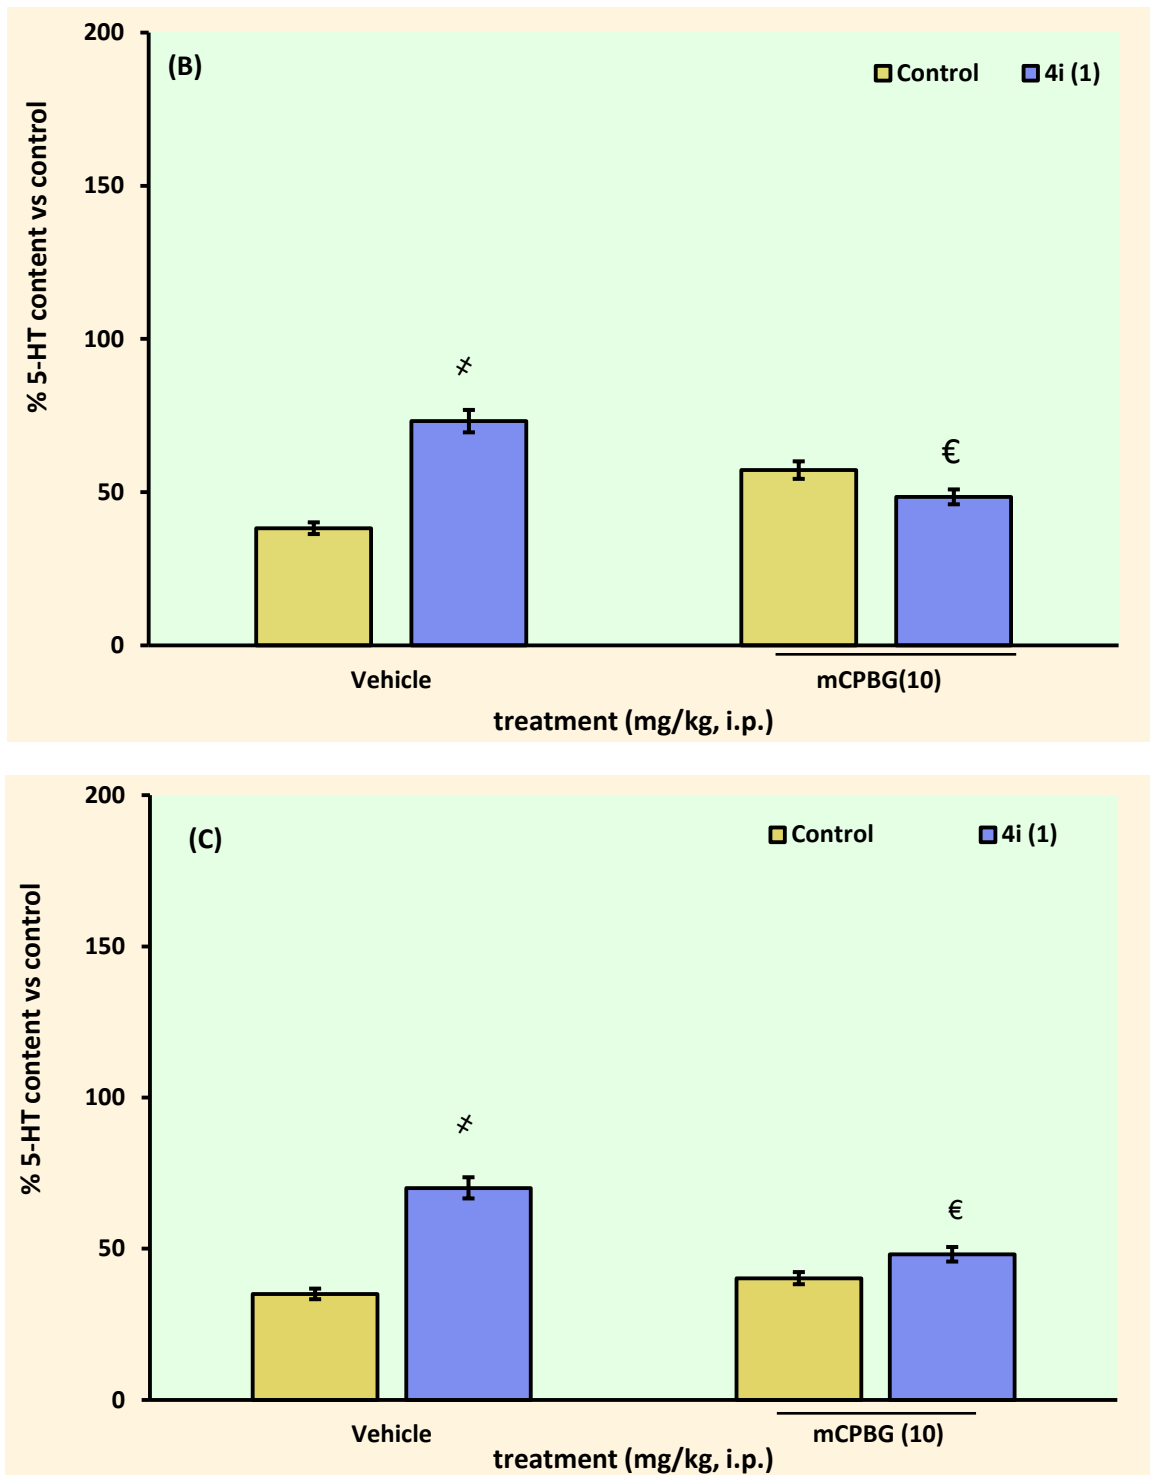 200
(B)
Control 4i (1)
150
% 5-HT content vs control
100
҂
€
50
0
Vehicle mCPBG(10)
treatment (mg/kg, i.p.)
200
(C)
Control 4i (1)
150
% 5-HT content vs control
100
҂
€
50
0
Vehicle mCPBG (10)
treatment (mg/kg, i.p.)